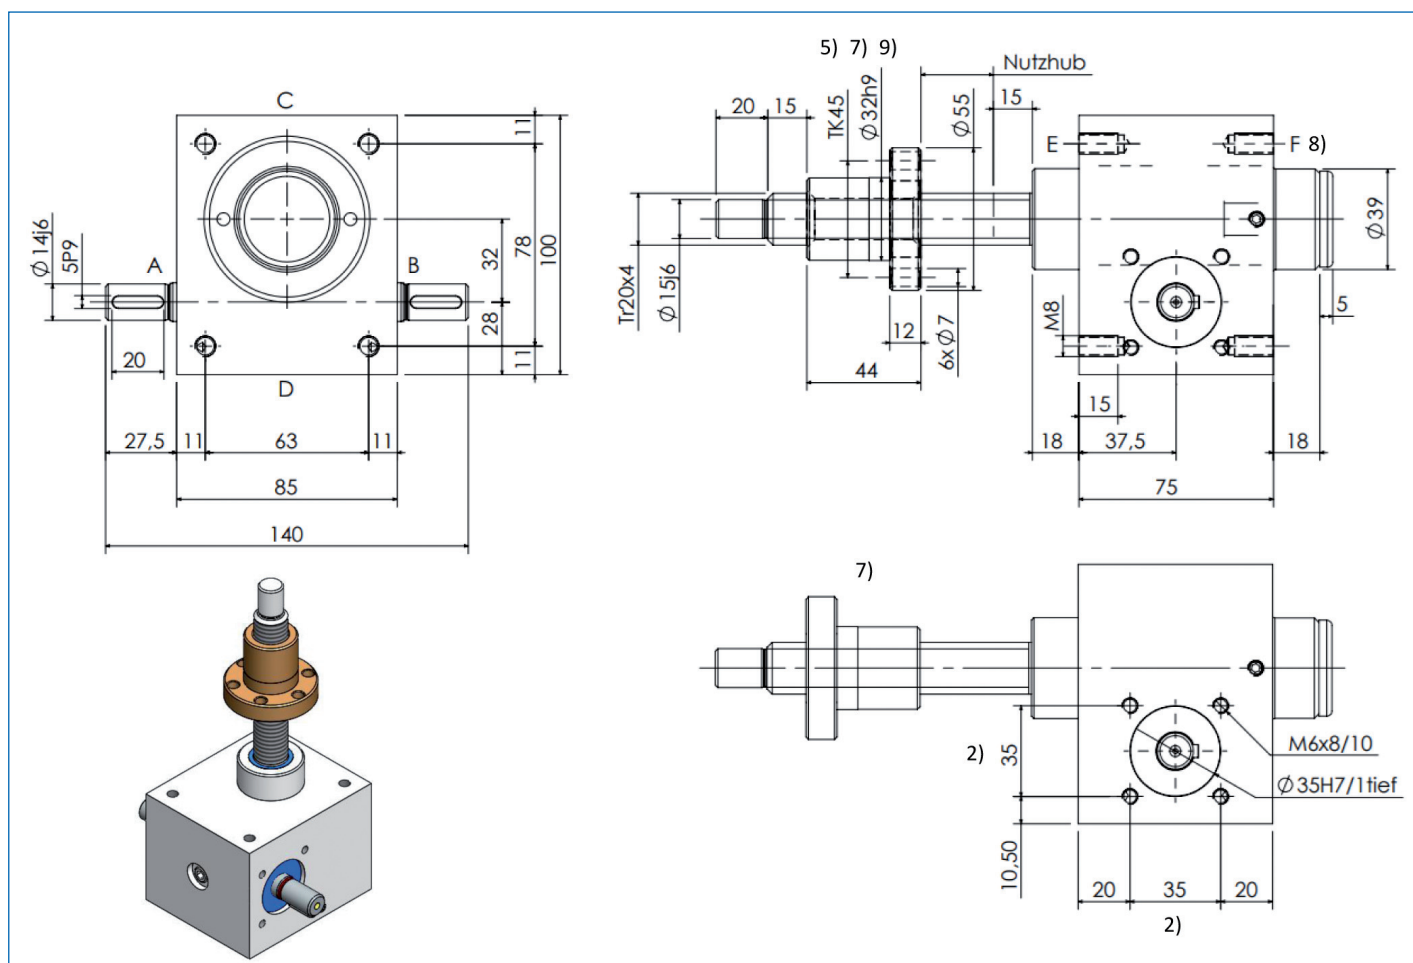 C
11
Ø14j6
5P9
A
B
32
78
100
28
20
11
D
27,5
11
63
11
85
140
5) 7) 9)
Nutzhub
20
15
TK45
Ø32h9
Ø55
15
E
F 8)
Ø39
Tr20x4
Ø15j6
12
6xØ7
M8
5
44
15
18
37,5
18
75
7)
2)
35
M6x8/10
Ø35H7/1tief
10,50
20
35
20
2)